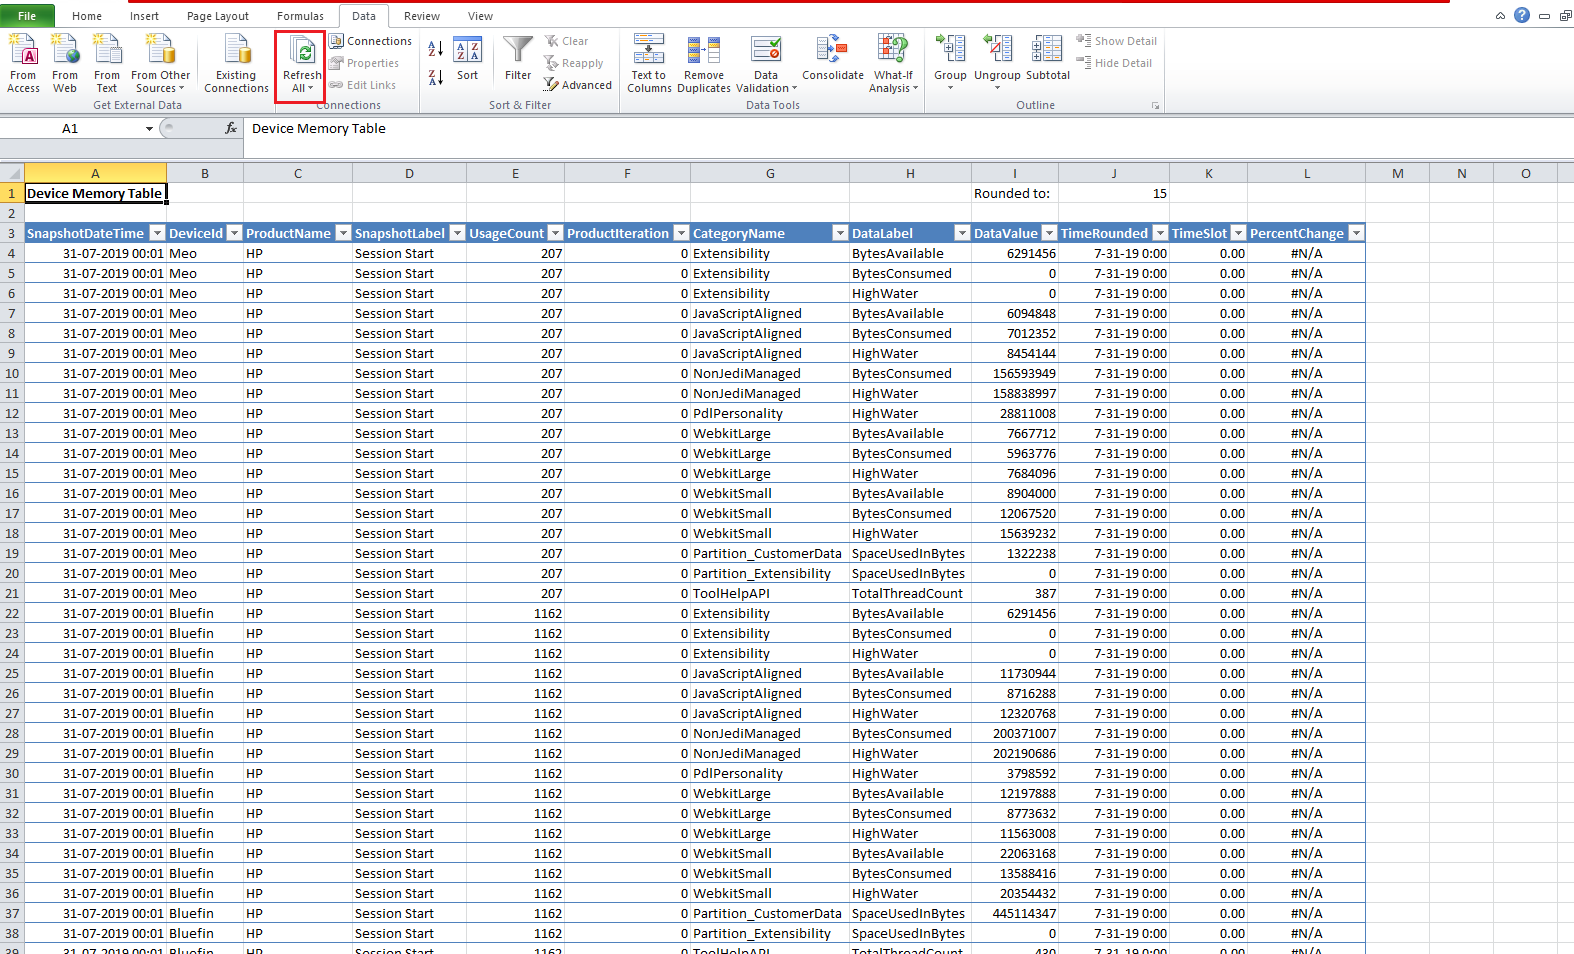 File Home Insert Page Layout Formulas Data Review View
From Access From Web From Text From Other Sources Existing Connections Refresh All Connections Properties Edit Links Sort Filter Clear Reapply Advanced Text to Columns Remove Duplicates Data Validation Consolidate What-If Analysis Group Ungroup Subtotal Show Detail Hide Detail
Get External Data Connections Sort & Filter Data Tools Outline
A1 fx Device Memory Table
A B C D E F G H I J K L M N O
1 Device Memory Table Rounded to: 15
2
3 SnapshotDateTime DeviceId ProductName SnapshotLabel UsageCount ProductIteration CategoryName DataLabel DataValue TimeRounded TimeSlot PercentChange
4 31-07-2019 00:01 Meo HP Session Start 207 0 Extensibility BytesAvailable 6291456 7-31-19 0:00 0.00 #N/A
5 31-07-2019 00:01 Meo HP Session Start 207 0 Extensibility BytesConsumed 0 7-31-19 0:00 0.00 #N/A
6 31-07-2019 00:01 Meo HP Session Start 207 0 Extensibility HighWater 0 7-31-19 0:00 0.00 #N/A
7 31-07-2019 00:01 Meo HP Session Start 207 0 JavaScriptAligned BytesAvailable 6094848 7-31-19 0:00 0.00 #N/A
8 31-07-2019 00:01 Meo HP Session Start 207 0 JavaScriptAligned BytesConsumed 7012352 7-31-19 0:00 0.00 #N/A
9 31-07-2019 00:01 Meo HP Session Start 207 0 JavaScriptAligned HighWater 8454144 7-31-19 0:00 0.00 #N/A
10 31-07-2019 00:01 Meo HP Session Start 207 0 NonJediManaged BytesConsumed 156593949 7-31-19 0:00 0.00 #N/A
11 31-07-2019 00:01 Meo HP Session Start 207 0 NonJediManaged HighWater 158838997 7-31-19 0:00 0.00 #N/A
12 31-07-2019 00:01 Meo HP Session Start 207 0 PdlPersonality HighWater 28811008 7-31-19 0:00 0.00 #N/A
13 31-07-2019 00:01 Meo HP Session Start 207 0 WebkitLarge BytesAvailable 7667712 7-31-19 0:00 0.00 #N/A
14 31-07-2019 00:01 Meo HP Session Start 207 0 WebkitLarge BytesConsumed 5963776 7-31-19 0:00 0.00 #N/A
15 31-07-2019 00:01 Meo HP Session Start 207 0 WebkitLarge HighWater 7684096 7-31-19 0:00 0.00 #N/A
16 31-07-2019 00:01 Meo HP Session Start 207 0 WebkitSmall BytesAvailable 8904000 7-31-19 0:00 0.00 #N/A
17 31-07-2019 00:01 Meo HP Session Start 207 0 WebkitSmall BytesConsumed 12067520 7-31-19 0:00 0.00 #N/A
18 31-07-2019 00:01 Meo HP Session Start 207 0 WebkitSmall HighWater 15639232 7-31-19 0:00 0.00 #N/A
19 31-07-2019 00:01 Meo HP Session Start 207 0 Partition_CustomerData SpaceUsedInBytes 1322238 7-31-19 0:00 0.00 #N/A
20 31-07-2019 00:01 Meo HP Session Start 207 0 Partition_Extensibility SpaceUsedInBytes 0 7-31-19 0:00 0.00 #N/A
21 31-07-2019 00:01 Meo HP Session Start 207 0 ToolHelpAPI TotalThreadCount 387 7-31-19 0:00 0.00 #N/A
22 31-07-2019 00:01 Bluefin HP Session Start 1162 0 Extensibility BytesAvailable 6291456 7-31-19 0:00 0.00 #N/A
23 31-07-2019 00:01 Bluefin HP Session Start 1162 0 Extensibility BytesConsumed 0 7-31-19 0:00 0.00 #N/A
24 31-07-2019 00:01 Bluefin HP Session Start 1162 0 Extensibility HighWater 0 7-31-19 0:00 0.00 #N/A
25 31-07-2019 00:01 Bluefin HP Session Start 1162 0 JavaScriptAligned BytesAvailable 11730944 7-31-19 0:00 0.00 #N/A
26 31-07-2019 00:01 Bluefin HP Session Start 1162 0 JavaScriptAligned BytesConsumed 8716288 7-31-19 0:00 0.00 #N/A
27 31-07-2019 00:01 Bluefin HP Session Start 1162 0 JavaScriptAligned HighWater 12320768 7-31-19 0:00 0.00 #N/A
28 31-07-2019 00:01 Bluefin HP Session Start 1162 0 NonJediManaged BytesConsumed 200371007 7-31-19 0:00 0.00 #N/A
29 31-07-2019 00:01 Bluefin HP Session Start 1162 0 NonJediManaged HighWater 202190686 7-31-19 0:00 0.00 #N/A
30 31-07-2019 00:01 Bluefin HP Session Start 1162 0 PdlPersonality HighWater 3798592 7-31-19 0:00 0.00 #N/A
31 31-07-2019 00:01 Bluefin HP Session Start 1162 0 WebkitLarge BytesAvailable 12197888 7-31-19 0:00 0.00 #N/A
32 31-07-2019 00:01 Bluefin HP Session Start 1162 0 WebkitLarge BytesConsumed 8773632 7-31-19 0:00 0.00 #N/A
33 31-07-2019 00:01 Bluefin HP Session Start 1162 0 WebkitLarge HighWater 11563008 7-31-19 0:00 0.00 #N/A
34 31-07-2019 00:01 Bluefin HP Session Start 1162 0 WebkitSmall BytesAvailable 22063168 7-31-19 0:00 0.00 #N/A
35 31-07-2019 00:01 Bluefin HP Session Start 1162 0 WebkitSmall BytesConsumed 13588416 7-31-19 0:00 0.00 #N/A
36 31-07-2019 00:01 Bluefin HP Session Start 1162 0 WebkitSmall HighWater 20354432 7-31-19 0:00 0.00 #N/A
37 31-07-2019 00:01 Bluefin HP Session Start 1162 0 Partition_CustomerData SpaceUsedInBytes 445114347 7-31-19 0:00 0.00 #N/A
38 31-07-2019 00:01 Bluefin HP Session Start 1162 0 Partition_Extensibility SpaceUsedInBytes 0 7-31-19 0:00 0.00 #N/A
39 31-07-2019 00:01 Bluefin HP Session Start 1162 0 ToolHelpAPI TotalThreadCount 430 7-31-19 0:00 0.00 #N/A